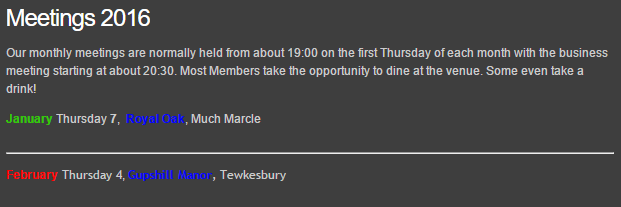 Meetings 2016
Our monthly meetings are normally held from about 19:00 on the first Thursday of each month with the business
meeting starting at about 20:30. Most Members take the opportunity to dine at the venue. Some even take a
drink!
January Thursday 7, Royal Oak, Much Marcle
February Thursday 4, Gupshill Manor, Tewkesbury